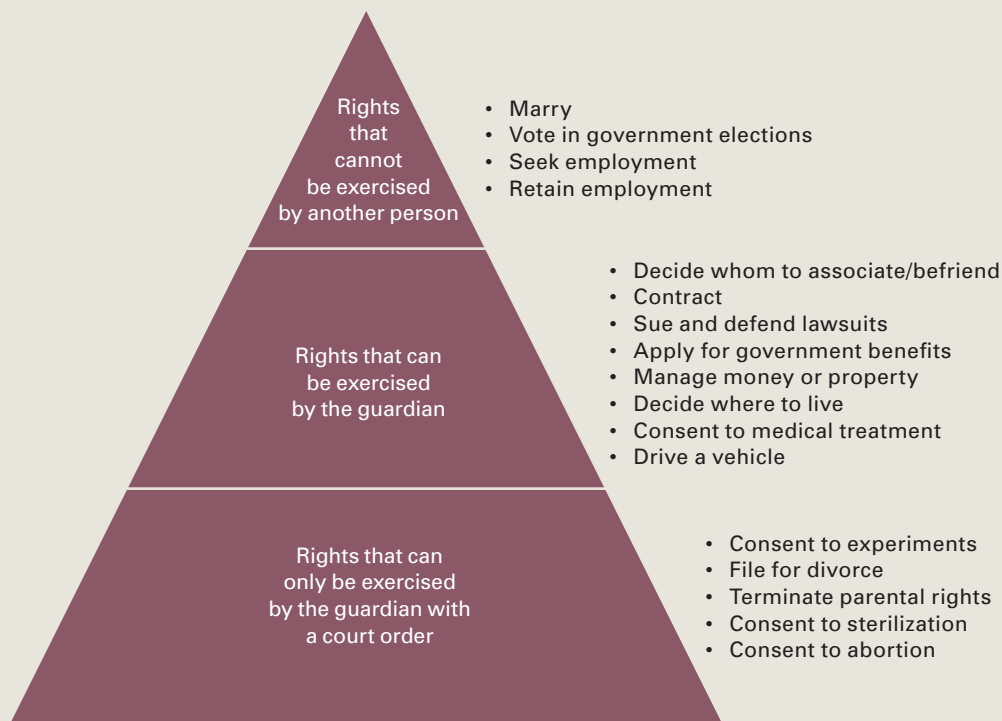 Rights
that
cannot
be exercised
by another person
• Marry
• Vote in government elections
• Seek employment
• Retain employment
Rights that can
be exercised
by the guardian
• Decide whom to associate/befriend
• Contract
• Sue and defend lawsuits
• Apply for government benefits
• Manage money or property
• Decide where to live
• Consent to medical treatment
• Drive a vehicle
Rights that can
only be exercised
by the guardian with
a court order
• Consent to experiments
• File for divorce
• Terminate parental rights
• Consent to sterilization
• Consent to abortion